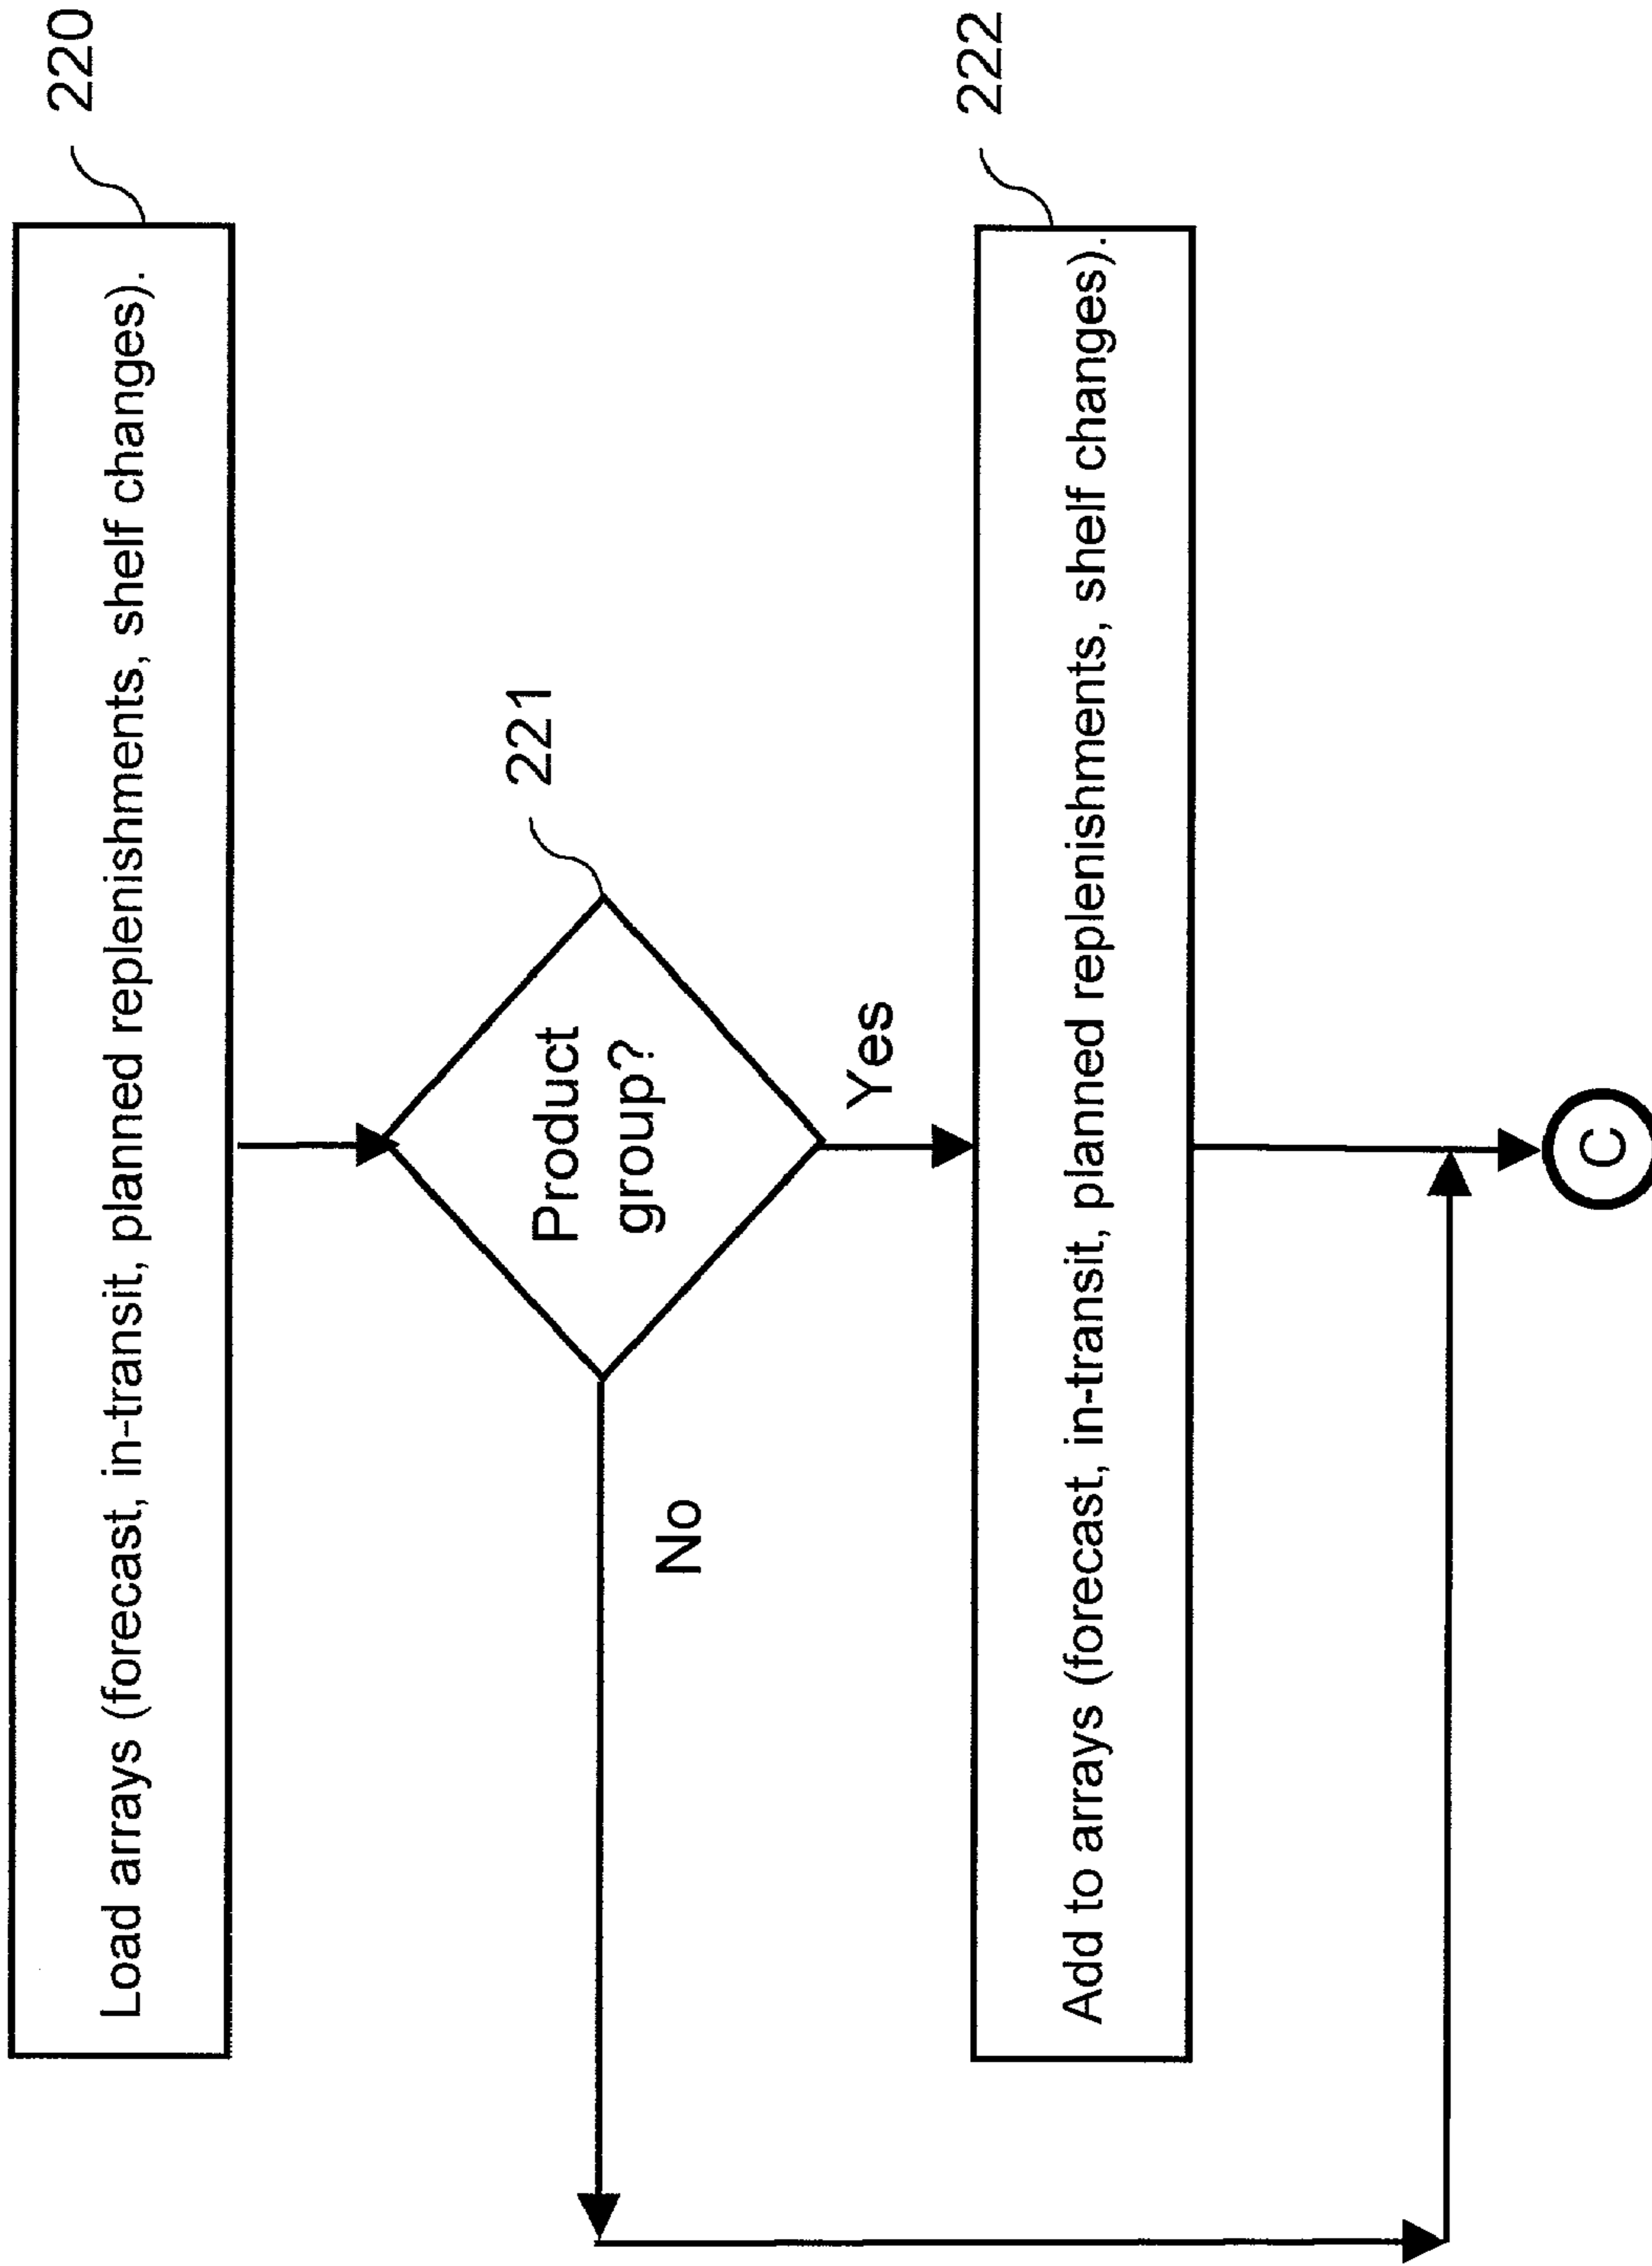 220
Load arrays (forecast, in-transit, planned replenishments, shelf changes).
221
Product
group?
No
Yes
222
Add to arrays (forecast, in-transit, planned replenishments, shelf changes).
C